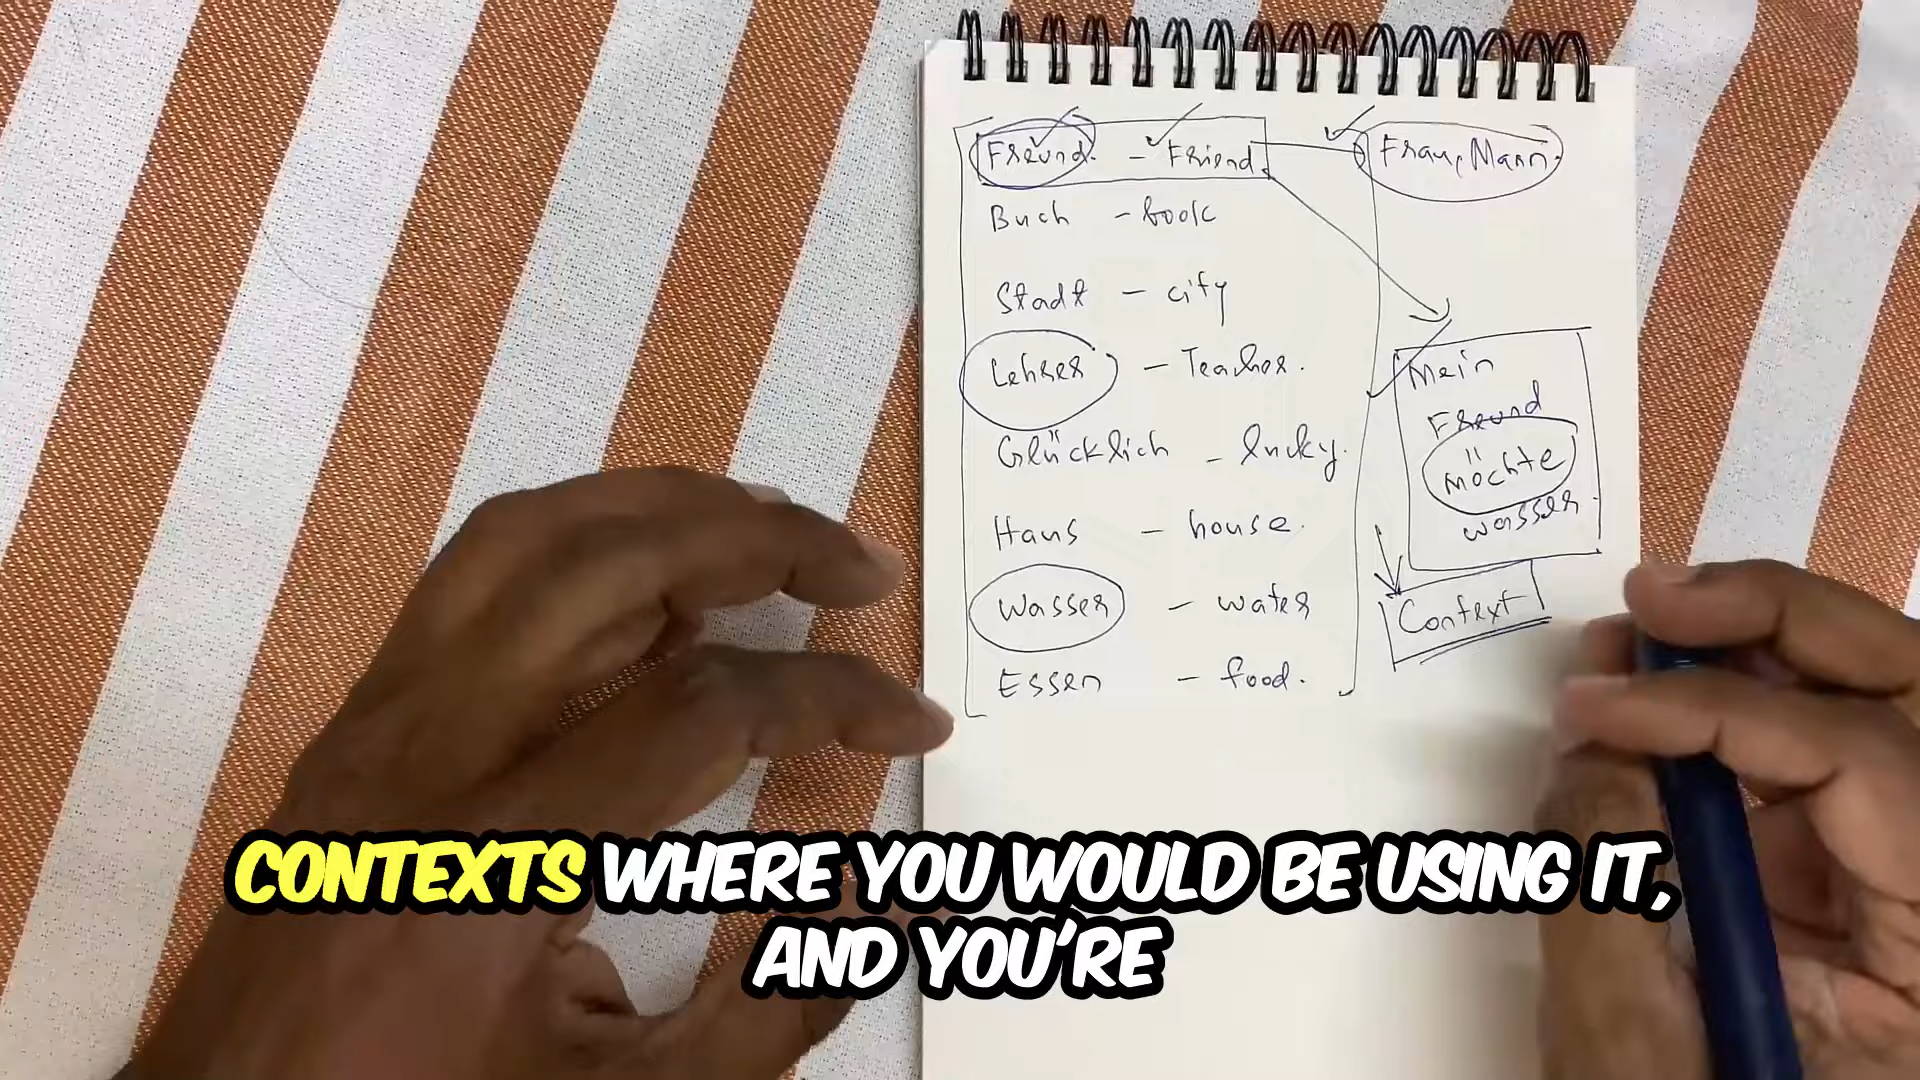 Freund. - Friend
Frau, Mann.
Buch - book
Stadt - city
Lehrer - Teacher.
Glücklich - lucky.
Haus - house.
Wasser - water
Essen - food.
Mein
Freund
möchte
wasser
Context
CONTEXTS WHERE YOU WOULD BE USING IT,
AND YOU'RE